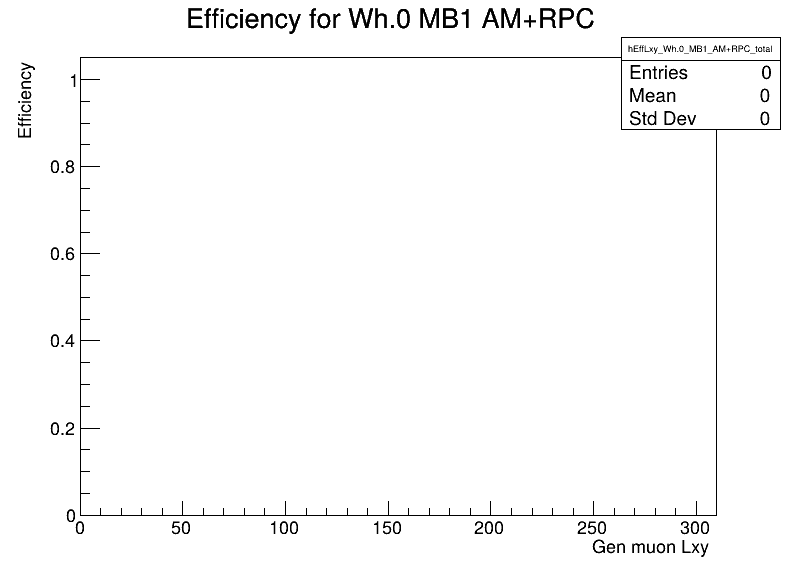 Efficiency for Wh.0 MB1 AM+RPC
hEffLxy_Wh.0_MB1_AM+RPC_total
Entries 0
Mean 0
Std Dev 0
Efficiency
1
0.8
0.6
0.4
0.2
0
0 50 100 150 200 250 300
Gen muon Lxy